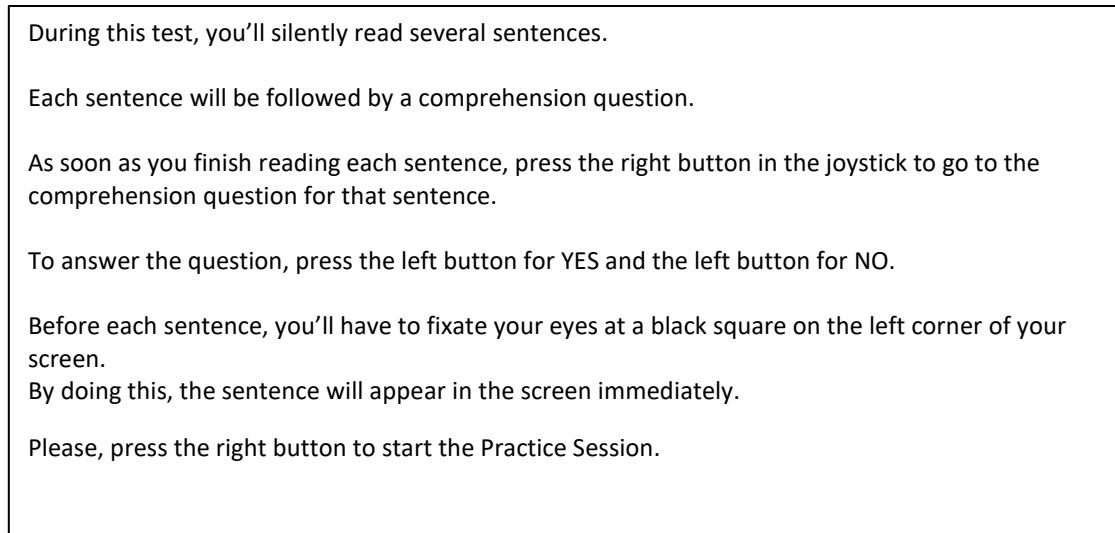 During this test, you’ll silently read several sentences.
Each sentence will be followed by a comprehension question.
As soon as you finish reading each sentence, press the right button in the joystick to go to the
comprehension question for that sentence.
To answer the question, press the left button for YES and the left button for NO.
Before each sentence, you’ll have to fixate your eyes at a black square on the left corner of your
screen.
By doing this, the sentence will appear in the screen immediately.
Please, press the right button to start the Practice Session.